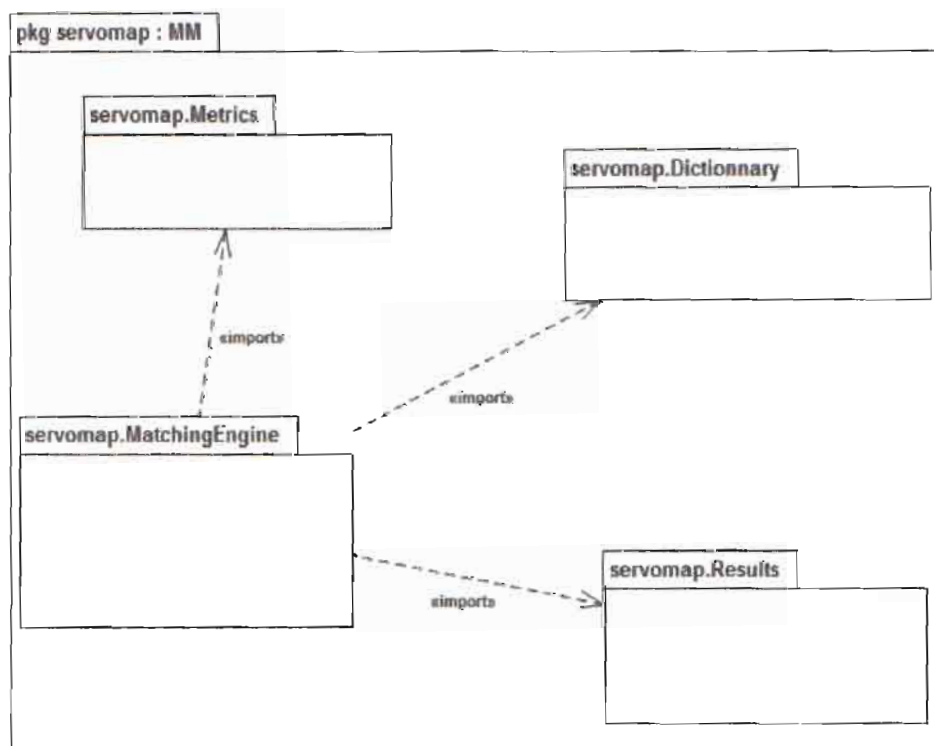 pkg servomap : MM
servomap.Metrics
servomap.Dictionnary
«import»
«import»
servomap.MatchingEngine
servomap.Results
«import»